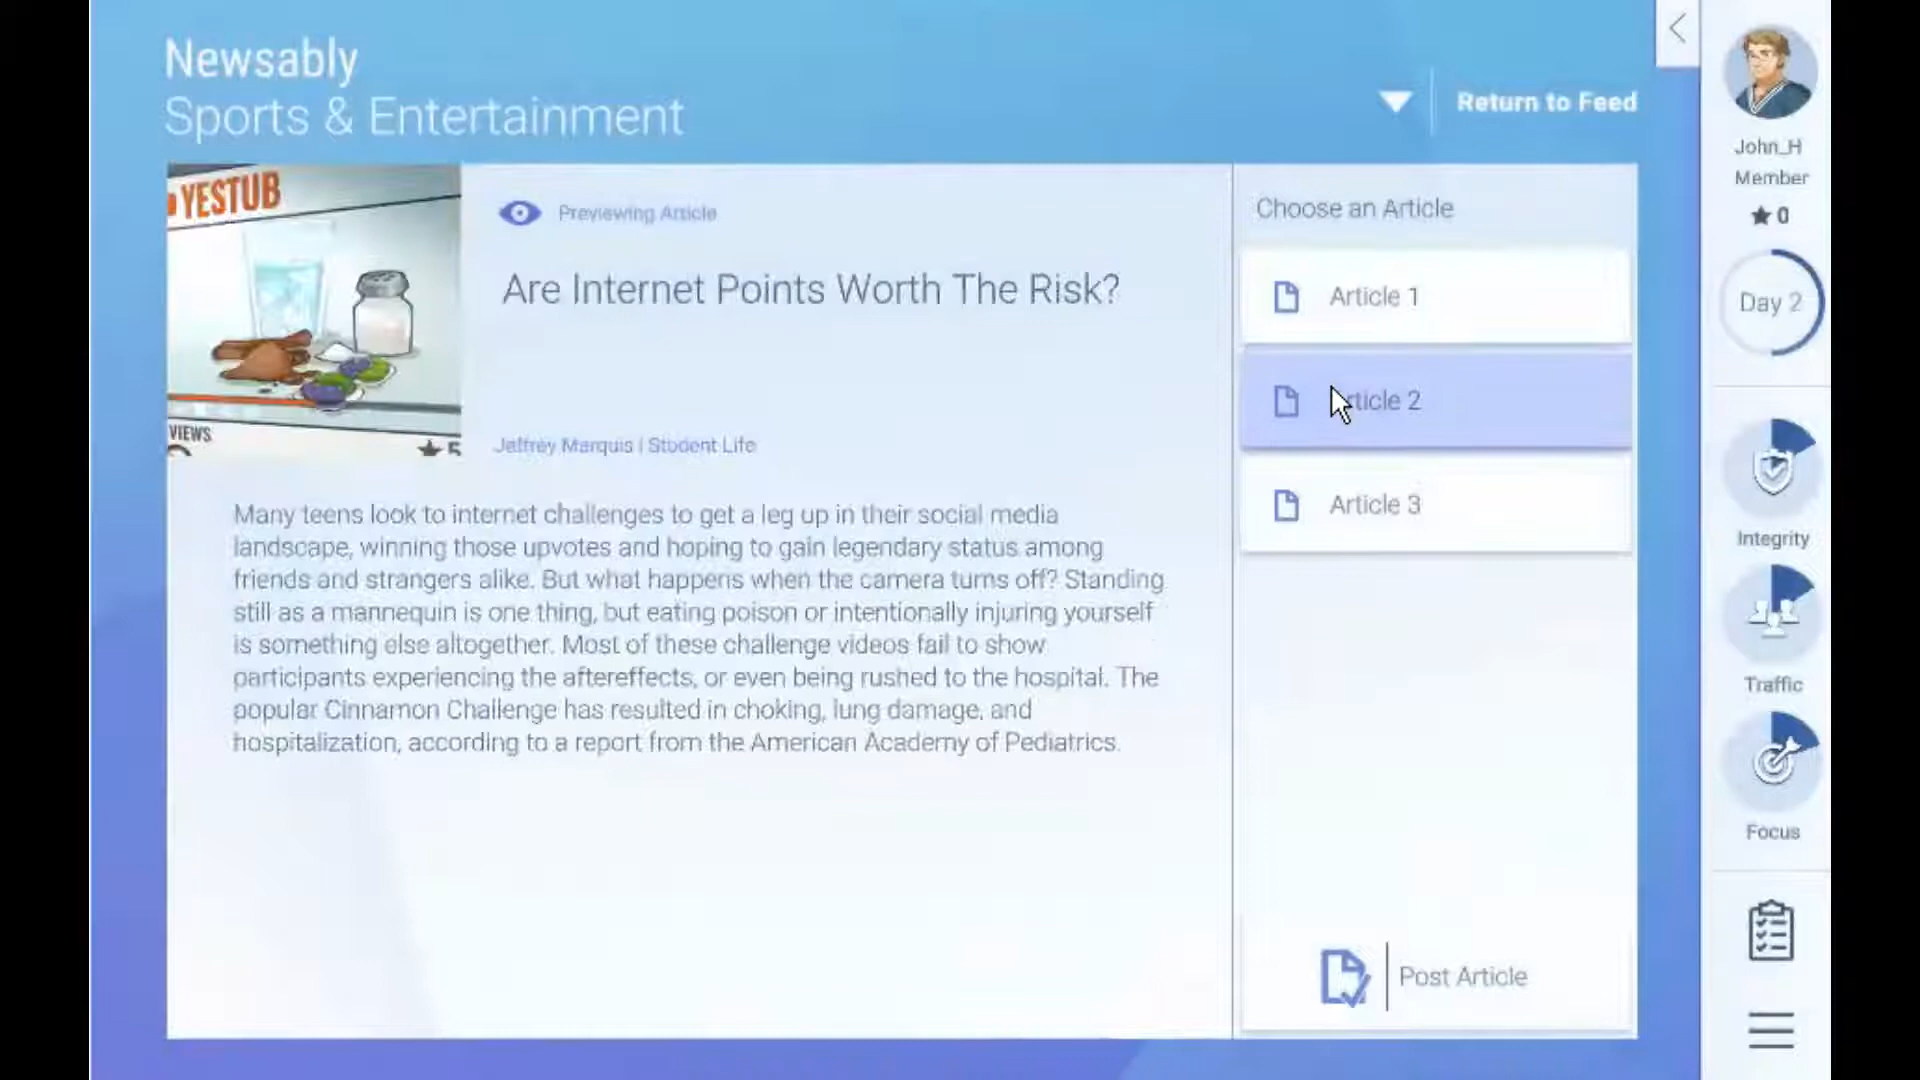 Newsably
Sports & Entertainment
Return to Feed
YESTUB
VIEWS
5
Previewing Article
Are Internet Points Worth The Risk?
Jeffrey Marquis | Student Life
Many teens look to internet challenges to get a leg up in their social media
landscape, winning those upvotes and hoping to gain legendary status among
friends and strangers alike. But what happens when the camera turns off? Standing
still as a mannequin is one thing, but eating poison or intentionally injuring yourself
is something else altogether. Most of these challenge videos fail to show
participants experiencing the aftereffects, or even being rushed to the hospital. The
popular Cinnamon Challenge has resulted in choking, lung damage, and
hospitalization, according to a report from the American Academy of Pediatrics.
Choose an Article
Article 1
Article 2
Article 3
Post Article
John_H
Member
0
Day 2
Integrity
Traffic
Focus